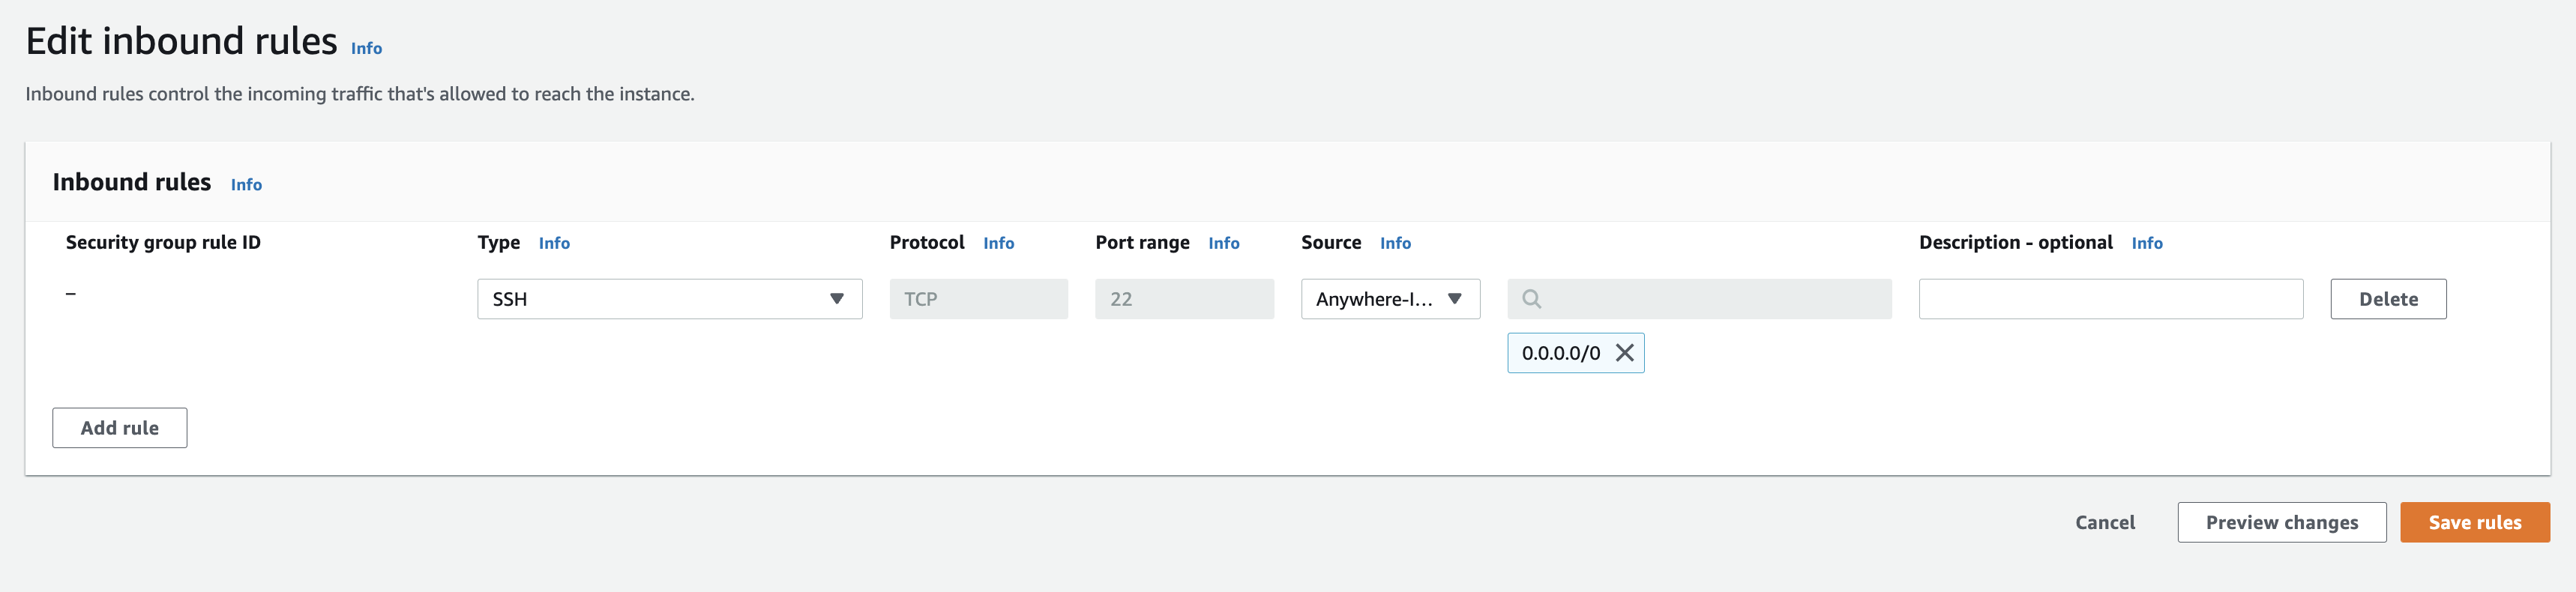 Edit inbound rules Info
Inbound rules control the incoming traffic that's allowed to reach the instance.
Inbound rules Info
Security group rule ID Type Info Protocol Info Port range Info Source Info Description - optional Info
– SSH TCP 22 Anywhere-I... Delete
0.0.0.0/0
Add rule
Cancel Preview changes Save rules